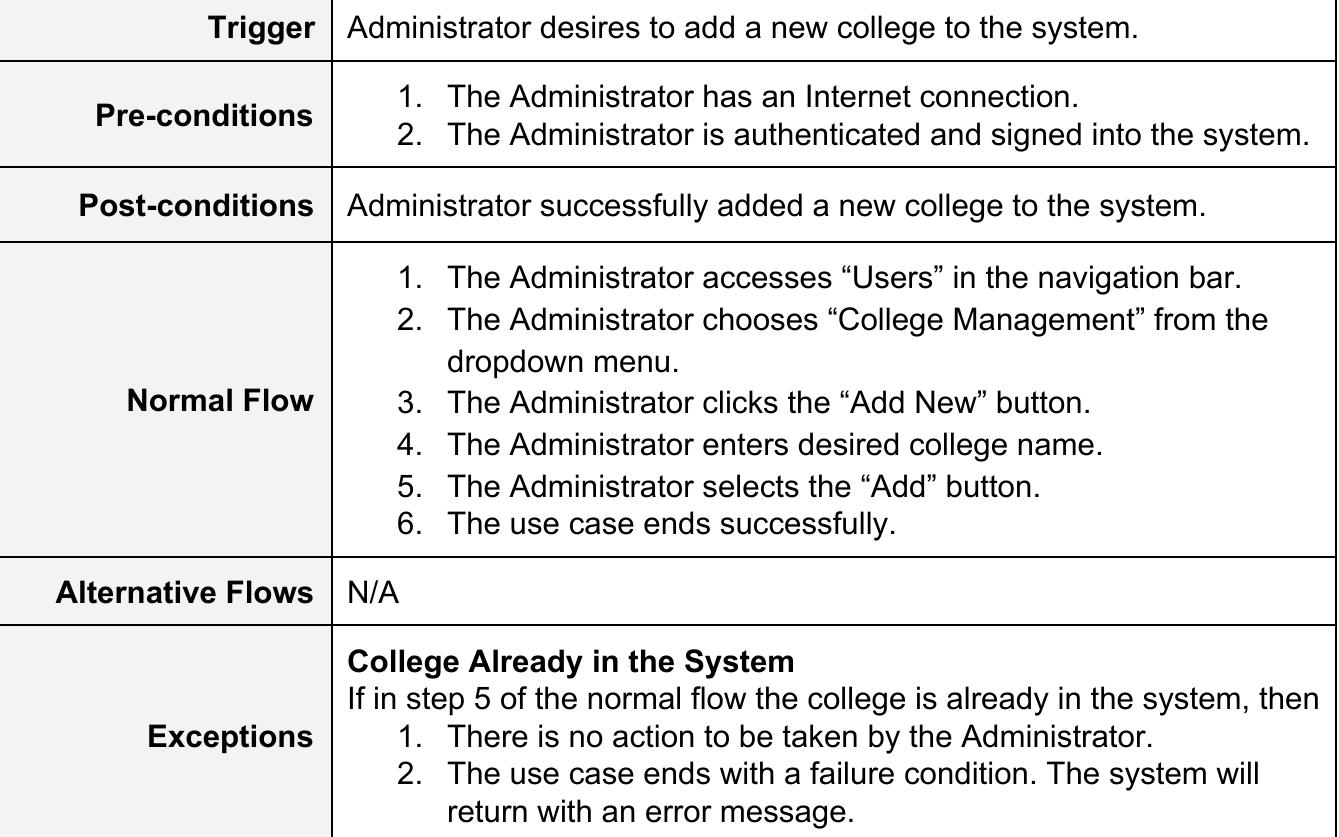 Trigger
Administrator desires to add a new college to the system.
Pre-conditions
1. The Administrator has an Internet connection.
2. The Administrator is authenticated and signed into the system.
Post-conditions
Administrator successfully added a new college to the system.
Normal Flow
1. The Administrator accesses “Users” in the navigation bar.
2. The Administrator chooses “College Management” from the
dropdown menu.
3. The Administrator clicks the “Add New” button.
4. The Administrator enters desired college name.
5. The Administrator selects the “Add” button.
6. The use case ends successfully.
Alternative Flows
N/A
Exceptions
College Already in the System
If in step 5 of the normal flow the college is already in the system, then
1. There is no action to be taken by the Administrator.
2. The use case ends with a failure condition. The system will
return with an error message.